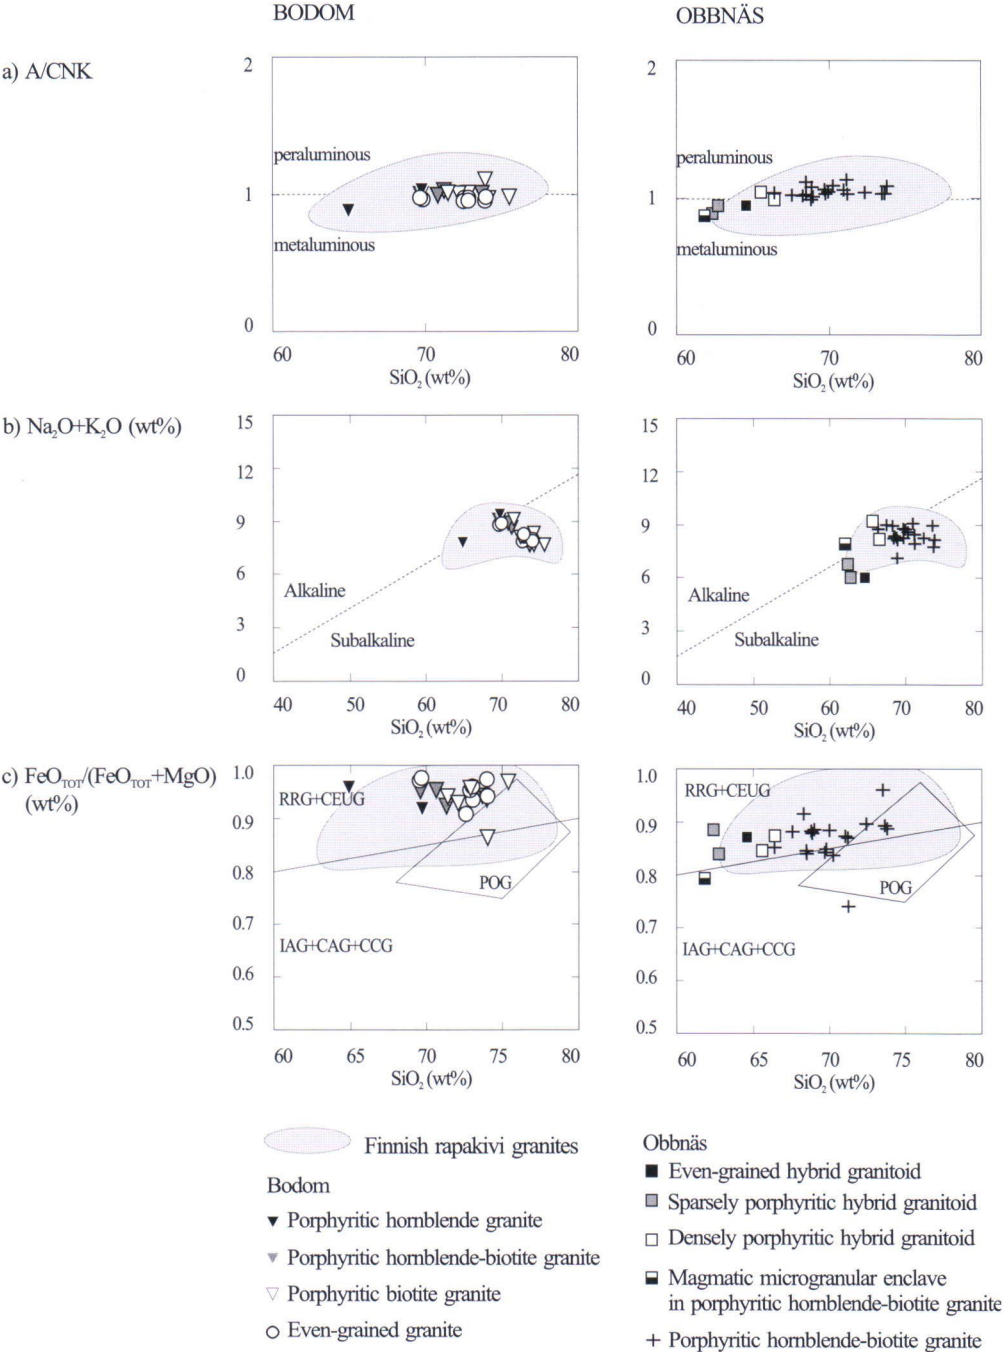 BODOM
OBBNÄS
a) A/CNK
2
peraluminous
1
metaluminous
0
60 70 80
SiO₂ (wt%)
2
peraluminous
1
metaluminous
0
60 70 80
SiO₂ (wt%)
b) Na₂O+K₂O (wt%)
15
12
9
6
Alkaline
3
Subalkaline
0
40 50 60 70 80
SiO₂ (wt%)
15
12
9
6
Alkaline
3
Subalkaline
0
40 50 60 70 80
SiO₂ (wt%)
c) FeO_TOT/(FeO_TOT+MgO)
(wt%)
1.0
RRG+CEUG
0.9
0.8
POG
0.7
IAG+CAG+CCG
0.6
0.5
60 65 70 75 80
SiO₂ (wt%)
1.0
RRG+CEUG
0.9
0.8
POG
0.7
IAG+CAG+CCG
0.6
0.5
60 65 70 75 80
SiO₂ (wt%)
Finnish rapakivi granites
Bodom
Porphyritic hornblende granite
Porphyritic hornblende-biotite granite
Porphyritic biotite granite
Even-grained granite
Obbnäs
Even-grained hybrid granitoid
Sparsely porphyritic hybrid granitoid
Densely porphyritic hybrid granitoid
Magmatic microgranular enclave
in porphyritic hornblende-biotite granite
Porphyritic hornblende-biotite granite